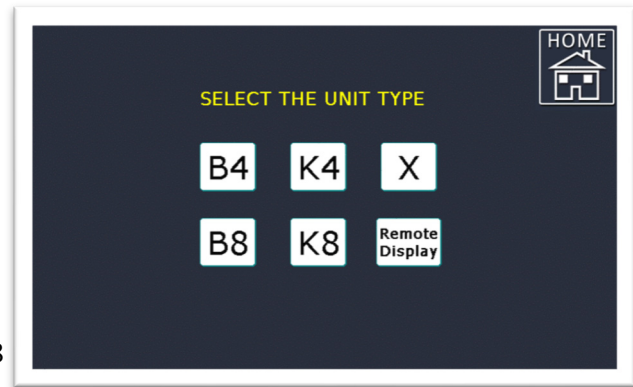 HOME
SELECT THE UNIT TYPE
B4 K4 X
B8 K8 Remote Display